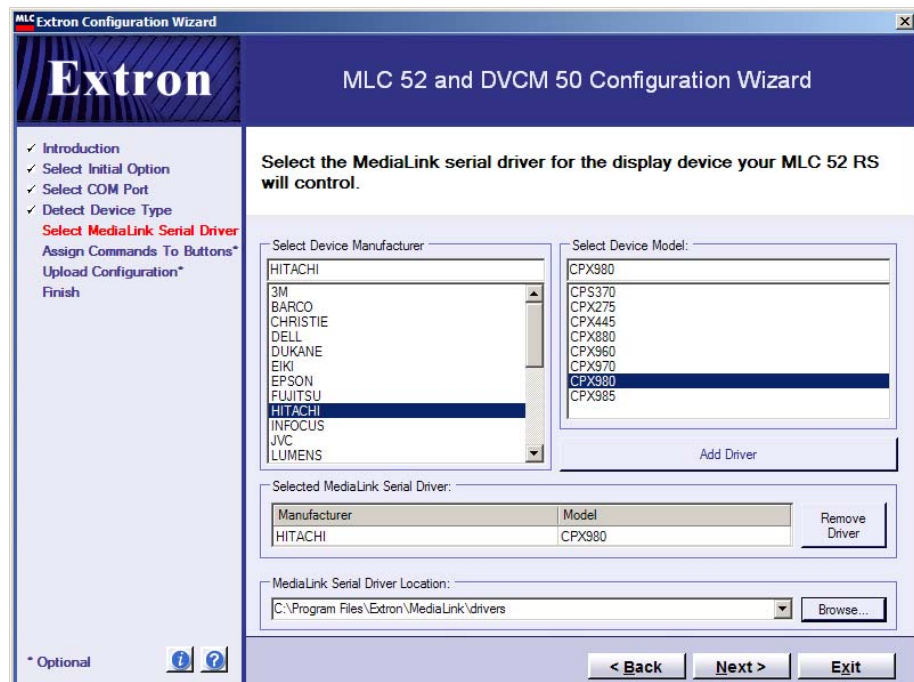 MLC Extron Configuration Wizard
Extron
MLC 52 and DVCM 50 Configuration Wizard
✓ Introduction
✓ Select Initial Option
✓ Select COM Port
✓ Detect Device Type
Select MediaLink Serial Driver
Assign Commands To Buttons*
Upload Configuration*
Finish
* Optional
Select the MediaLink serial driver for the display device your MLC 52 RS
will control.
Select Device Manufacturer
HITACHI
3M
BARCO
CHRISTIE
DELL
DUKANE
EIKI
EPSON
FUJITSU
HITACHI
INFOCUS
JVC
LUMENS
Select Device Model:
CPX980
CPS370
CPX275
CPX445
CPX880
CPX960
CPX970
CPX980
CPX985
Add Driver
Selected MediaLink Serial Driver:
Manufacturer Model
HITACHI CPX980
Remove
Driver
MediaLink Serial Driver Location:
C:\Program Files\Extron\MediaLink\drivers
Browse...
< Back Next > Exit